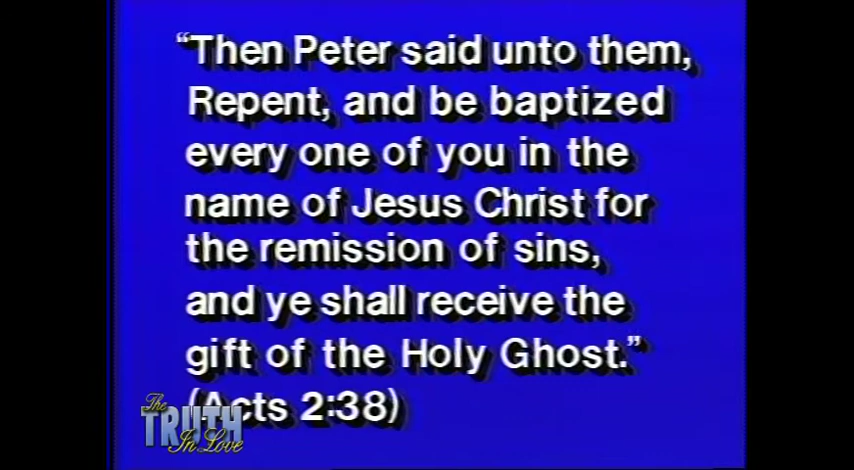 “Then Peter said unto them,
Repent, and be baptized
every one of you in the
name of Jesus Christ for
the remission of sins,
and ye shall receive the
gift of the Holy Ghost.”
(Acts 2:38)
The
TRUTH
In Love